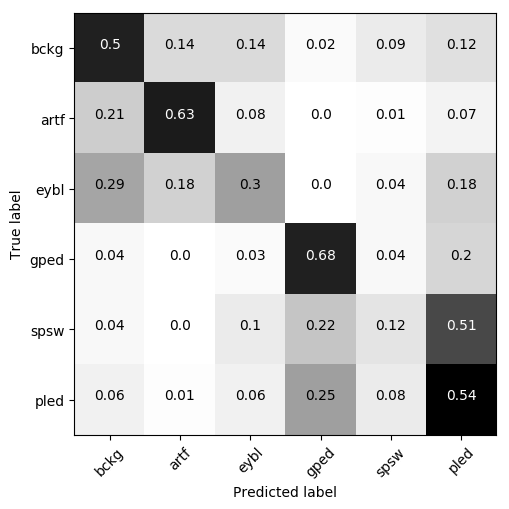 bckg 0.5 0.14 0.14 0.02 0.09 0.12
artf 0.21 0.63 0.08 0.0 0.01 0.07
eybl 0.29 0.18 0.3 0.0 0.04 0.18
gped 0.04 0.0 0.03 0.68 0.04 0.2
spsw 0.04 0.0 0.1 0.22 0.12 0.51
pled 0.06 0.01 0.06 0.25 0.08 0.54
True label
bckg artf eybl gped spsw pled
Predicted label